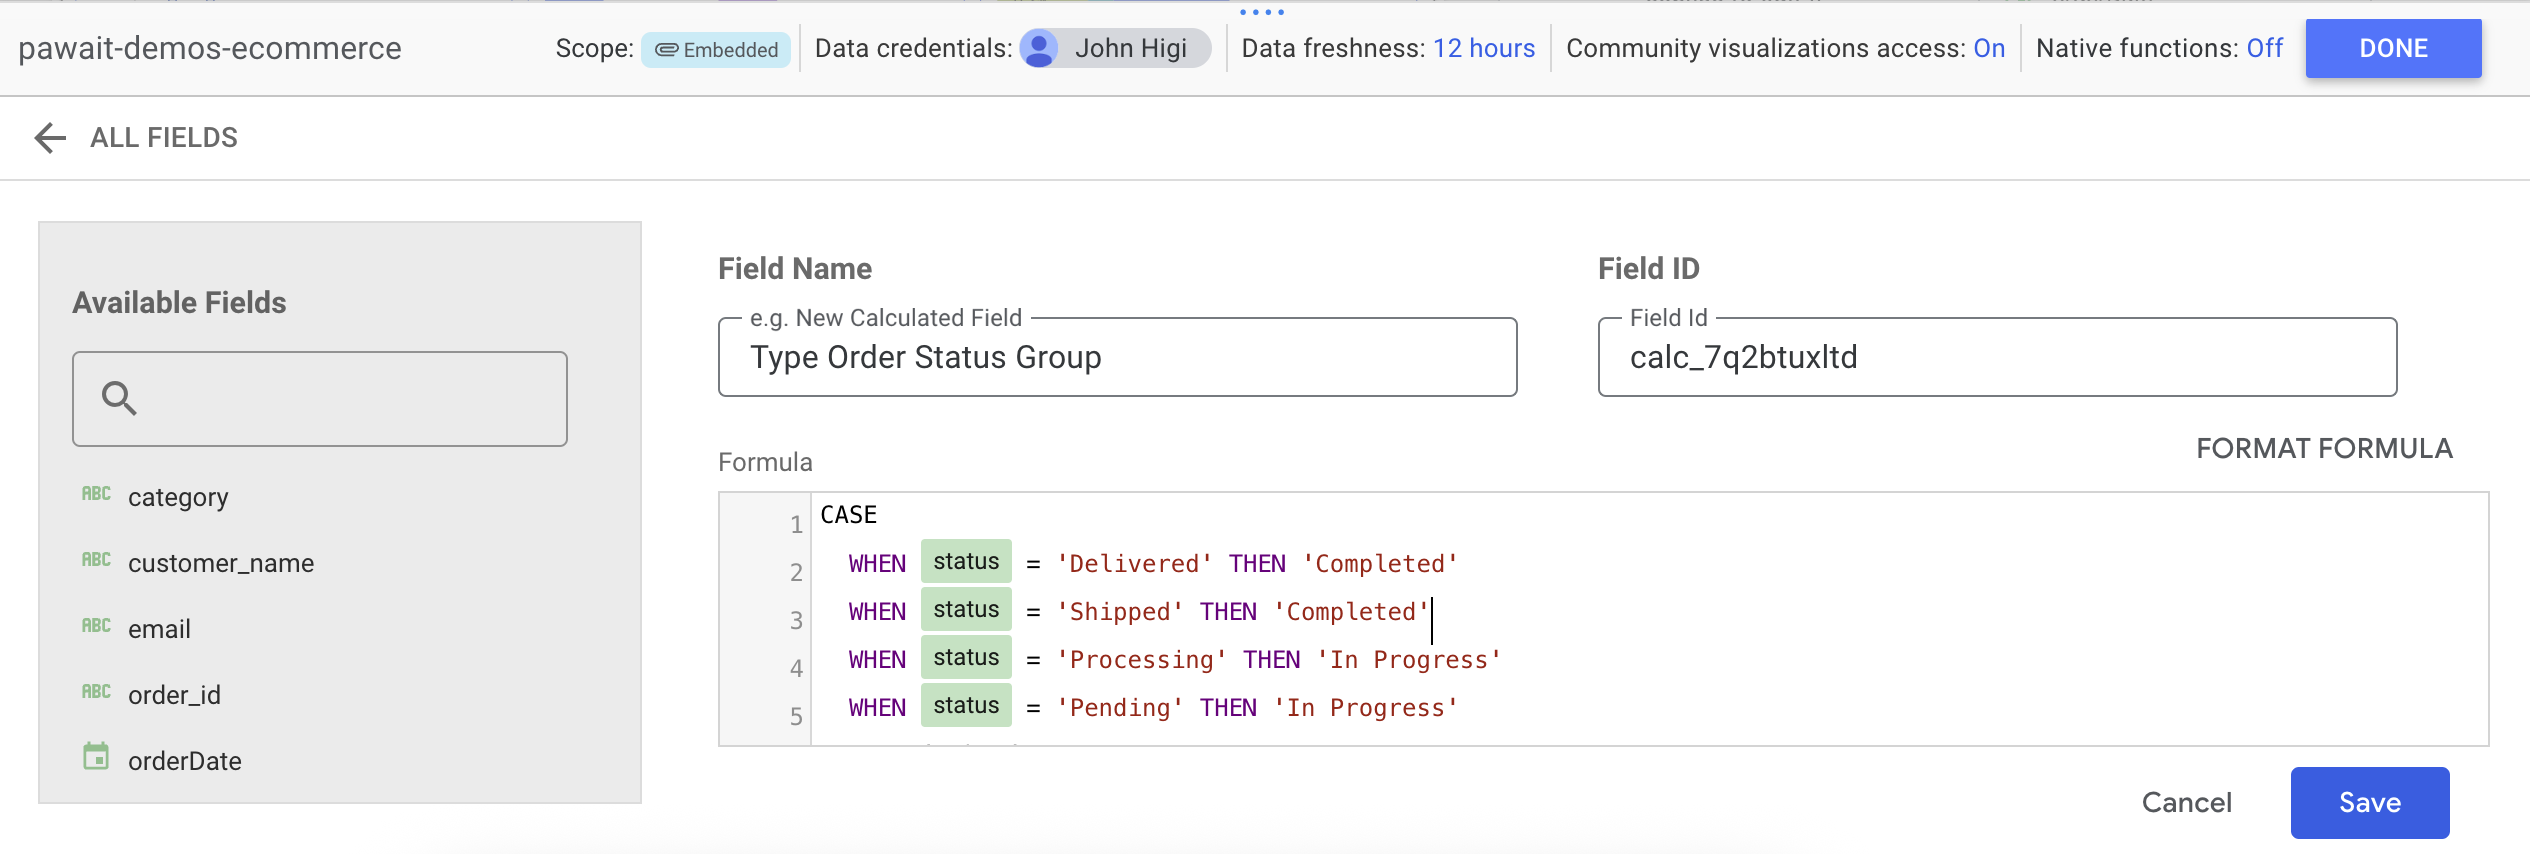 pawait-demos-ecommerce
Scope: Embedded
Data credentials: John Higi
Data freshness: 12 hours
Community visualizations access: On
Native functions: Off
DONE
ALL FIELDS
Available Fields
ABC category
ABC customer_name
ABC email
ABC order_id
orderDate
Field Name
e.g. New Calculated Field
Type Order Status Group
Field ID
Field Id
calc_7q2btuxltd
Formula
FORMAT FORMULA
1 CASE
2 WHEN status = 'Delivered' THEN 'Completed'
3 WHEN status = 'Shipped' THEN 'Completed'
4 WHEN status = 'Processing' THEN 'In Progress'
5 WHEN status = 'Pending' THEN 'In Progress'
Cancel
Save